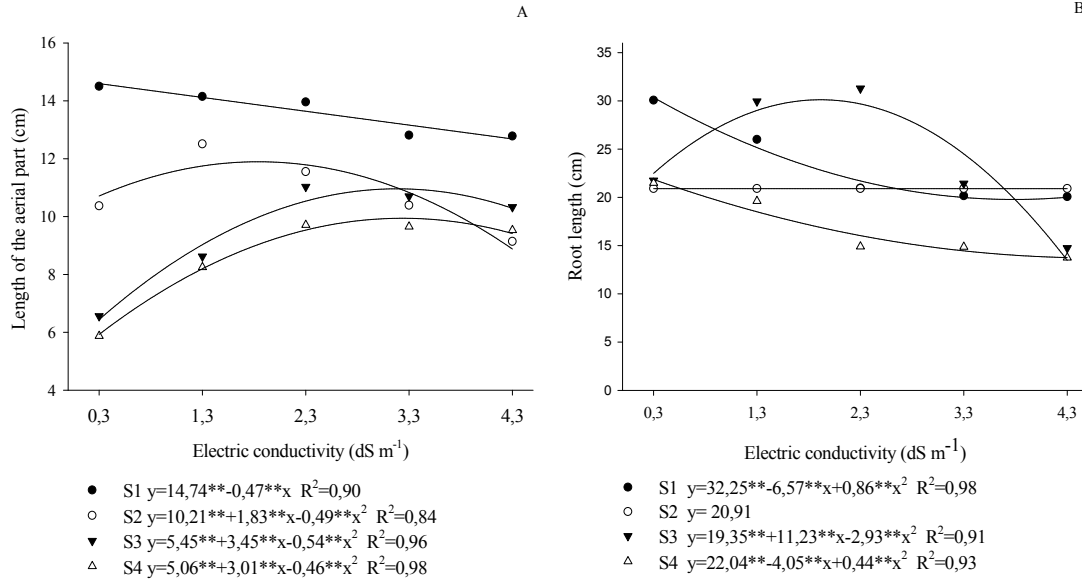 A
16
14
12
10
8
6
4
Length of the aerial part (cm)
0,3 1,3 2,3 3,3 4,3
Electric conductivity (dS m⁻¹)
S1 y=14,74**-0,47**x R²=0,90
S2 y=10,21**+1,83**x-0,49**x² R²=0,84
S3 y=5,45**+3,45**x-0,54**x² R²=0,96
S4 y=5,06**+3,01**x-0,46**x² R²=0,98
B
35
30
25
20
15
10
5
0
Root length (cm)
0,3 1,3 2,3 3,3 4,3
Electric conductivity (dS m⁻¹)
S1 y=32,25**-6,57**x+0,86**x² R²=0,98
S2 y= 20,91
S3 y=19,35**+11,23**x-2,93**x² R²=0,91
S4 y=22,04**-4,05**x+0,44**x² R²=0,93